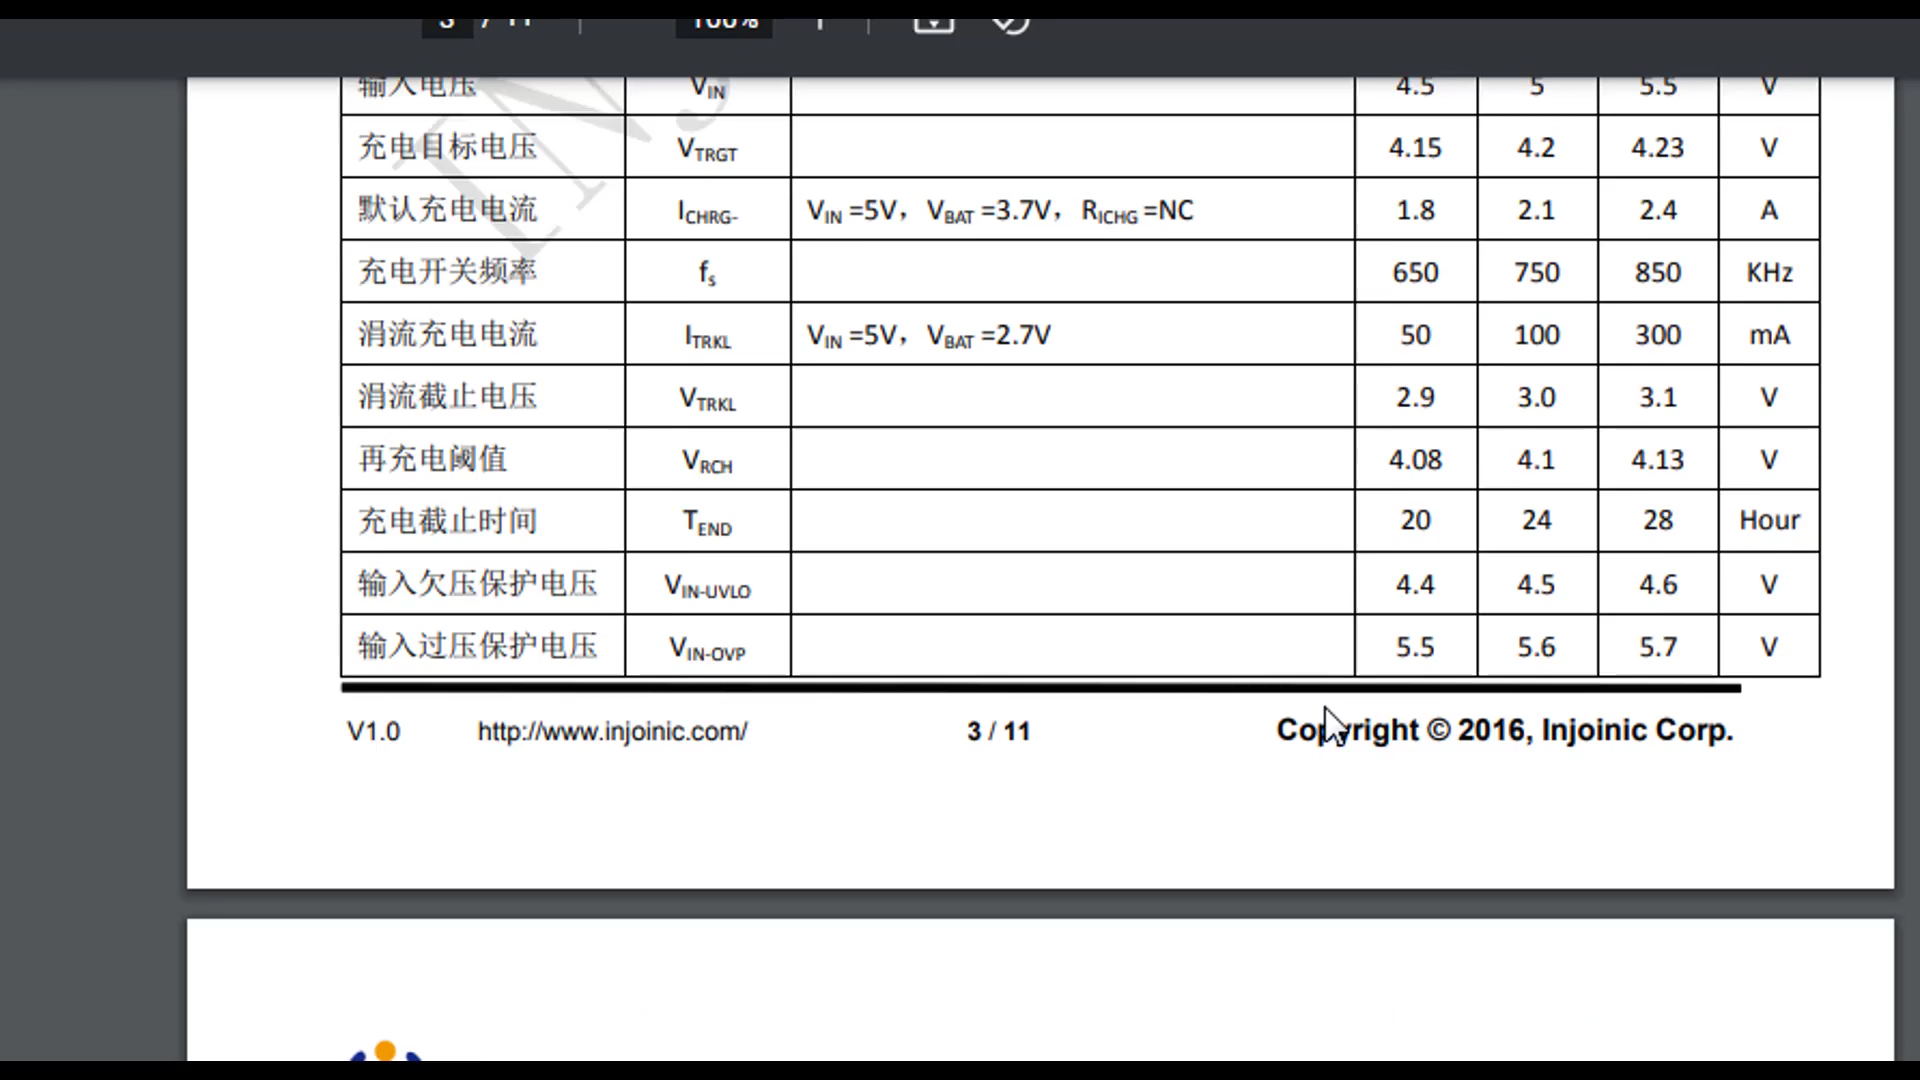 3 / 11 100%
输入电压 VIN 4.5 5 5.5 V
充电目标电压 VTRGT 4.15 4.2 4.23 V
默认充电电流 ICHRG- VIN =5V，VBAT =3.7V，RICHG =NC 1.8 2.1 2.4 A
充电开关频率 fs 650 750 850 KHz
涓流充电电流 ITRKL VIN =5V，VBAT =2.7V 50 100 300 mA
涓流截止电压 VTRKL 2.9 3.0 3.1 V
再充电阈值 VRCH 4.08 4.1 4.13 V
充电截止时间 TEND 20 24 28 Hour
输入欠压保护电压 VIN-UVLO 4.4 4.5 4.6 V
输入过压保护电压 VIN-OVP 5.5 5.6 5.7 V
V1.0 http://www.injoinic.com/ 3 / 11 Copyright © 2016, Injoinic Corp.